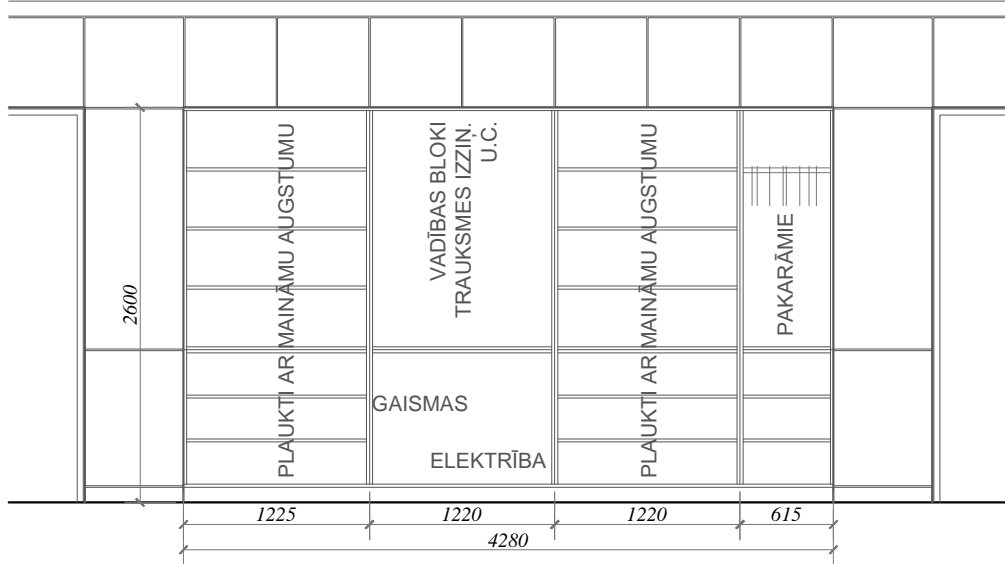 PLAUKTI AR MAINĀMU AUGSTUMU
VADĪBAS BLOKI
TRAUKSMES IZZIŅ.
U.C.
PLAUKTI AR MAINĀMU AUGSTUMU
PAKARĀMIE
2600
GAISMAS
ELEKTRĪBA
1225
1220
1220
615
4280